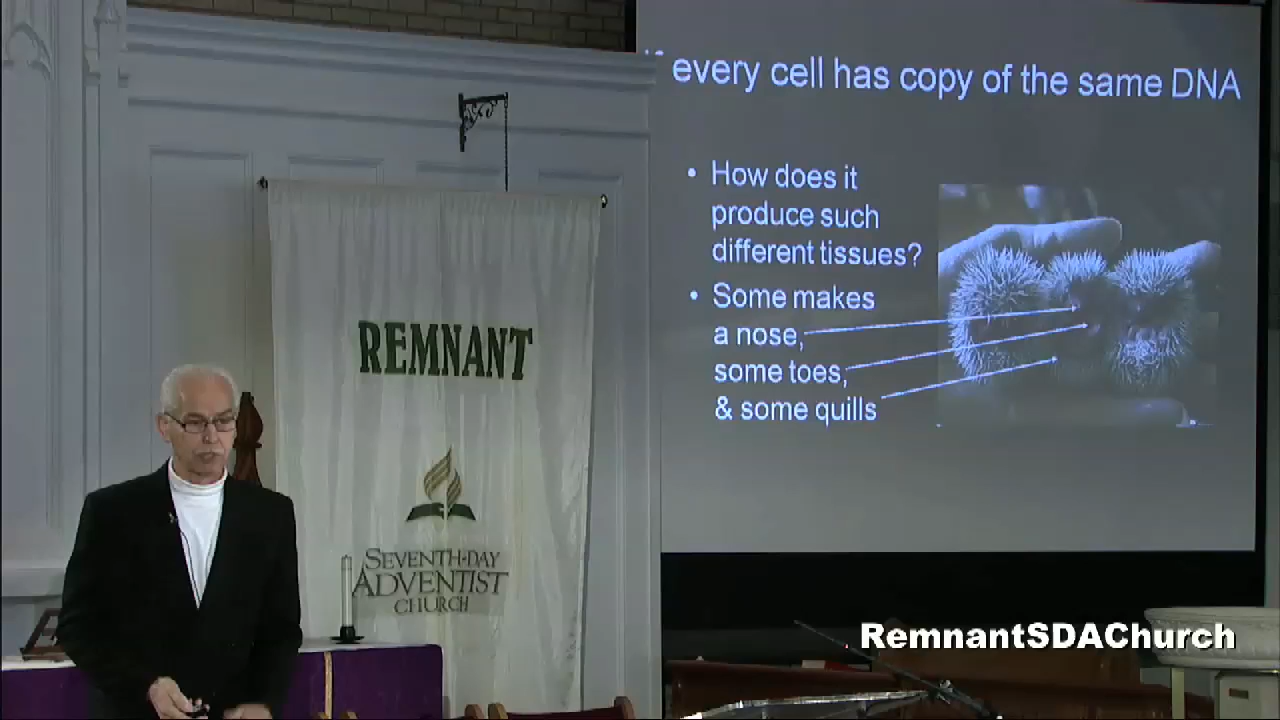 every cell has copy of the same DNA
• How does it
produce such
different tissues?
• Some makes
a nose,
some toes,
& some quills
REMNANT
SEVENTH-DAY
ADVENTIST
CHURCH
RemnantSDAChurch